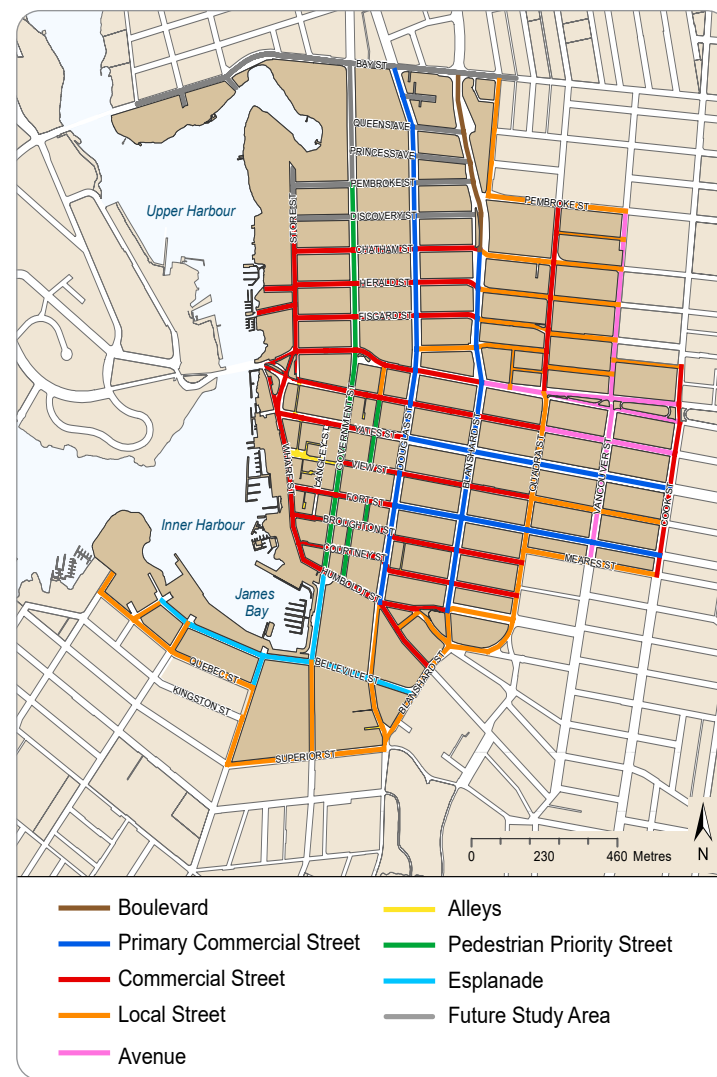 BAY ST
QUEENS AVE
PRINCESS AVE
PEMBROKE ST
PEMBROKE ST
Upper Harbour
STORE ST
DISCOVERY ST
CHATHAM ST
HERALD ST
FISGARD ST
GOVERNMENT ST
DOUGLAS ST
BLANSHARD ST
YATES ST
LANGLEY ST
WHARF ST
VIEW ST
QUADRA ST
VANCOUVER ST
COOK ST
FORT ST
Inner Harbour
BROUGHTON ST
COURTNEY ST
MEARES ST
HUMBOLDT ST
James
Bay
BELLEVILLE ST
QUEBEC ST
BLANSHARD ST
KINGSTON ST
SUPERIOR ST
N
0 230 460 Metres
Boulevard
Primary Commercial Street
Commercial Street
Local Street
Avenue
Alleys
Pedestrian Priority Street
Esplanade
Future Study Area